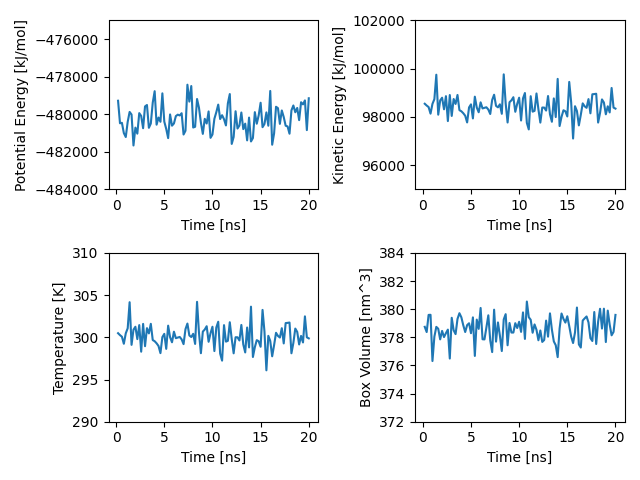 Potential Energy [kJ/mol]
−476000
−478000
−480000
−482000
−484000
0 5 10 15 20
Time [ns]
Kinetic Energy [kJ/mol]
102000
100000
98000
96000
0 5 10 15 20
Time [ns]
Temperature [K]
310
305
300
295
290
0 5 10 15 20
Time [ns]
Box Volume [nm^3]
384
382
380
378
376
374
372
0 5 10 15 20
Time [ns]